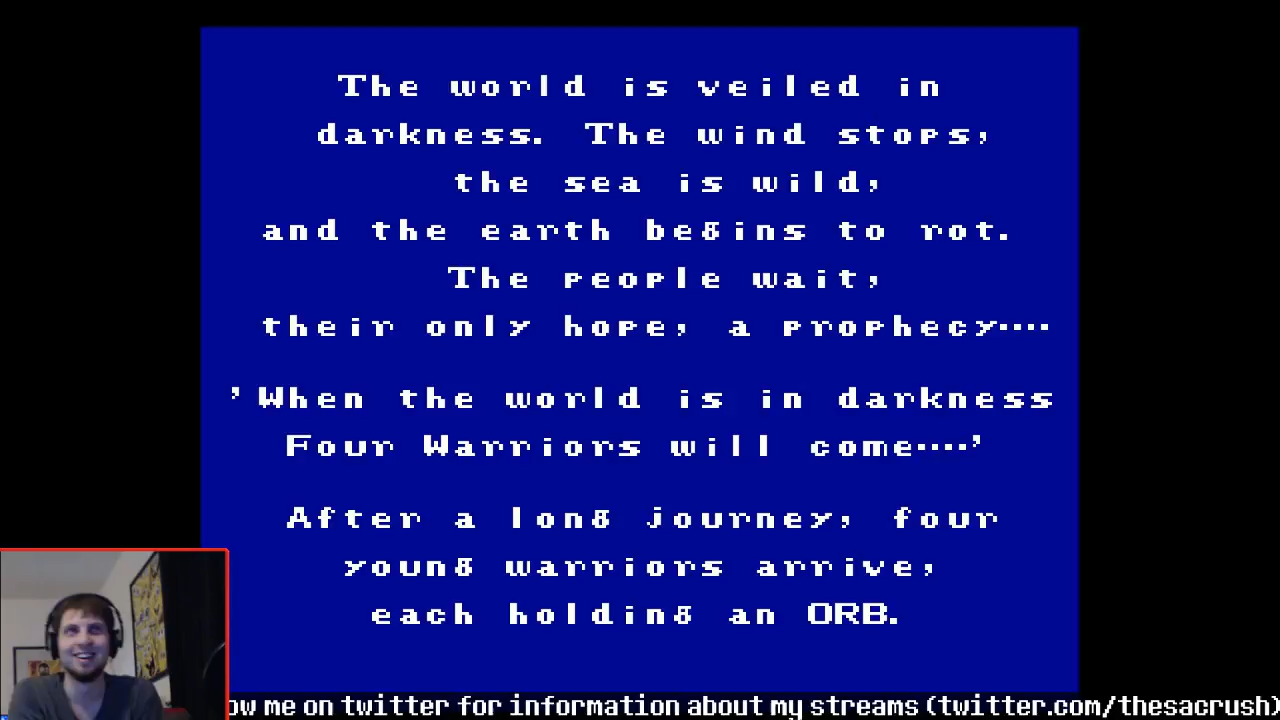 The world is veiled in
darkness. The wind stops,
the sea is wild,
and the earth begins to rot.
The people wait,
their only hope, a prophecy....
'When the world is in darkness
Four Warriors will come....'
After a long journey, four
young warriors arrive,
each holding an ORB.
ow me on twitter for information about my streams (twitter.com/thesacrush)